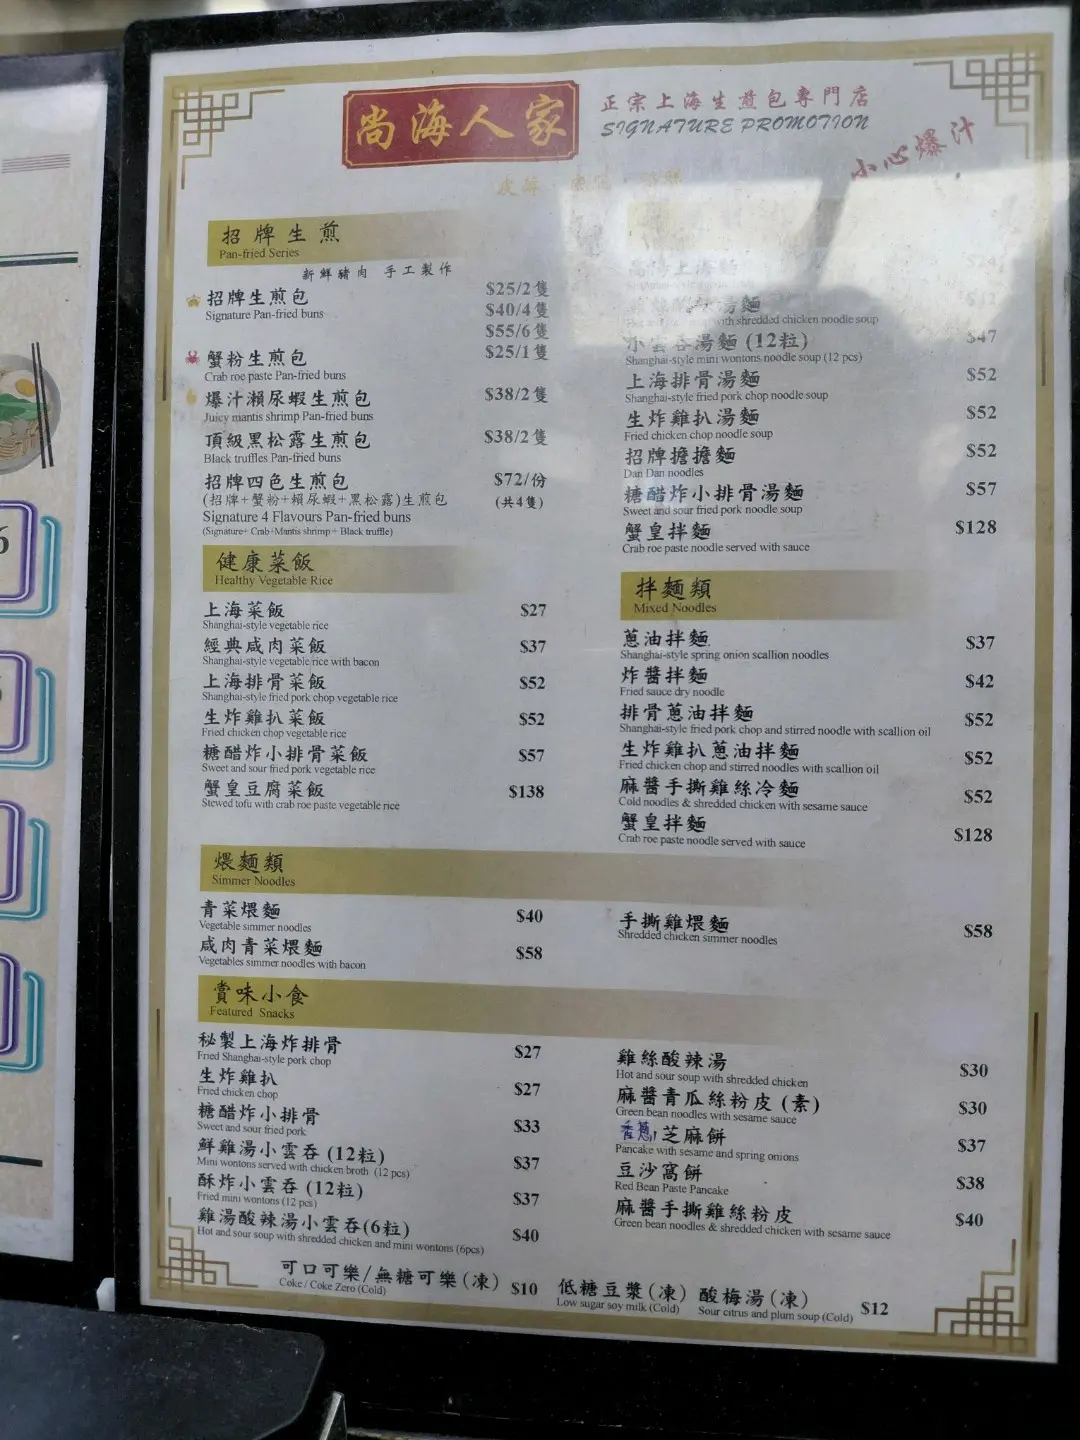 尚海人家
正宗上海生煎包專門店
SIGNATURE PROMOTION
小心爆汁
招牌生煎
Pan-fried Series
新鮮豬肉 手工製作
招牌生煎包 $25/2隻
Signature Pan-fried buns $40/4隻
$55/6隻
蟹粉生煎包 $25/1隻
Crab roe paste Pan-fried buns
爆汁瀨尿蝦生煎包 $38/2隻
Juicy mantis shrimp Pan-fried buns
頂級黑松露生煎包 $38/2隻
Black truffles Pan-fried buns
招牌四色生煎包 $72/份
(招牌+蟹粉+瀨尿蝦+黑松露)生煎包 (共4隻)
Signature 4 Flavours Pan-fried buns
(Signature+ Crab+Mantis shrimp+ Black truffle)
健康菜飯
Healthy Vegetable Rice
上海菜飯 $27
Shanghai-style vegetable rice
經典咸肉菜飯 $37
Shanghai-style vegetable rice with bacon
上海排骨菜飯 $52
Shanghai-style fried pork chop vegetable rice
生炸雞扒菜飯 $52
Fried chicken chop vegetable rice
糖醋炸小排骨菜飯 $57
Sweet and sour fried pork vegetable rice
蟹皇豆腐菜飯 $138
Stewed tofu with crab roe paste vegetable rice
上海麵
湯麵
with shredded chicken noodle soup
小雲吞湯麵 (12粒) $47
Shanghai-style mini wontons noodle soup (12 pcs)
上海排骨湯麵 $52
Shanghai-style fried pork chop noodle soup
生炸雞扒湯麵 $52
Fried chicken chop noodle soup
招牌擔擔麵 $52
Dan Dan noodles
糖醋炸小排骨湯麵 $57
Sweet and sour fried pork noodle soup
蟹皇拌麵 $128
Crab roe paste noodle served with sauce
拌麵類
Mixed Noodles
蔥油拌麵 $37
Shanghai-style spring onion scallion noodles
炸醬拌麵 $42
Fried sauce dry noodle
排骨蔥油拌麵 $52
Shanghai-style fried pork chop and stirred noodle with scallion oil
生炸雞扒蔥油拌麵 $52
Fried chicken chop and stirred noodles with scallion oil
麻醬手撕雞絲冷麵 $52
Cold noodles & shredded chicken with sesame sauce
蟹皇拌麵 $128
Crab roe paste noodle served with sauce
煨麵類
Simmer Noodles
青菜煨麵 $40
Vegetable simmer noodles
咸肉青菜煨麵 $58
Vegetables simmer noodles with bacon
手撕雞煨麵 $58
Shredded chicken simmer noodles
賞味小食
Featured Snacks
秘製上海炸排骨 $27
Fried Shanghai-style pork chop
生炸雞扒 $27
Fried chicken chop
糖醋炸小排骨 $33
Sweet and sour fried pork
鮮雞湯小雲吞 (12粒) $37
Mini wontons served with chicken broth (12 pcs)
酥炸小雲吞 (12粒) $37
Fried mini wontons (12 pcs)
雞湯酸辣湯小雲吞(6粒) $40
Hot and sour soup with shredded chicken and mini wontons (6pcs)
雞絲酸辣湯 $30
Hot and sour soup with shredded chicken
麻醬青瓜絲粉皮 (素) $30
Green bean noodles with sesame sauce
香蔥芝麻餅 $37
Pancake with sesame and spring onions
豆沙窩餅 $38
Red Bean Paste Pancake
麻醬手撕雞絲粉皮 $40
Green bean noodles & shredded chicken with sesame sauce
可口可樂/無糖可樂(凍) $10
Coke / Coke Zero (Cold)
低糖豆漿(凍) 酸梅湯(凍) $12
Low sugar soy milk (Cold) Sour citrus and plum soup (Cold)